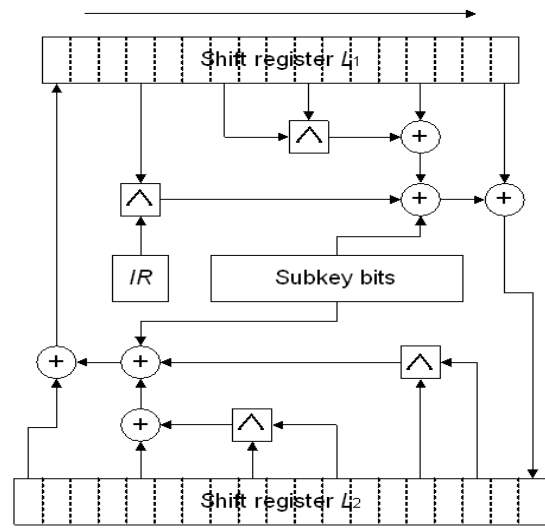 Shift register L1
+
∧
+
+
∧
IR
Subkey bits
+
+
∧
+
∧
Shift register L2